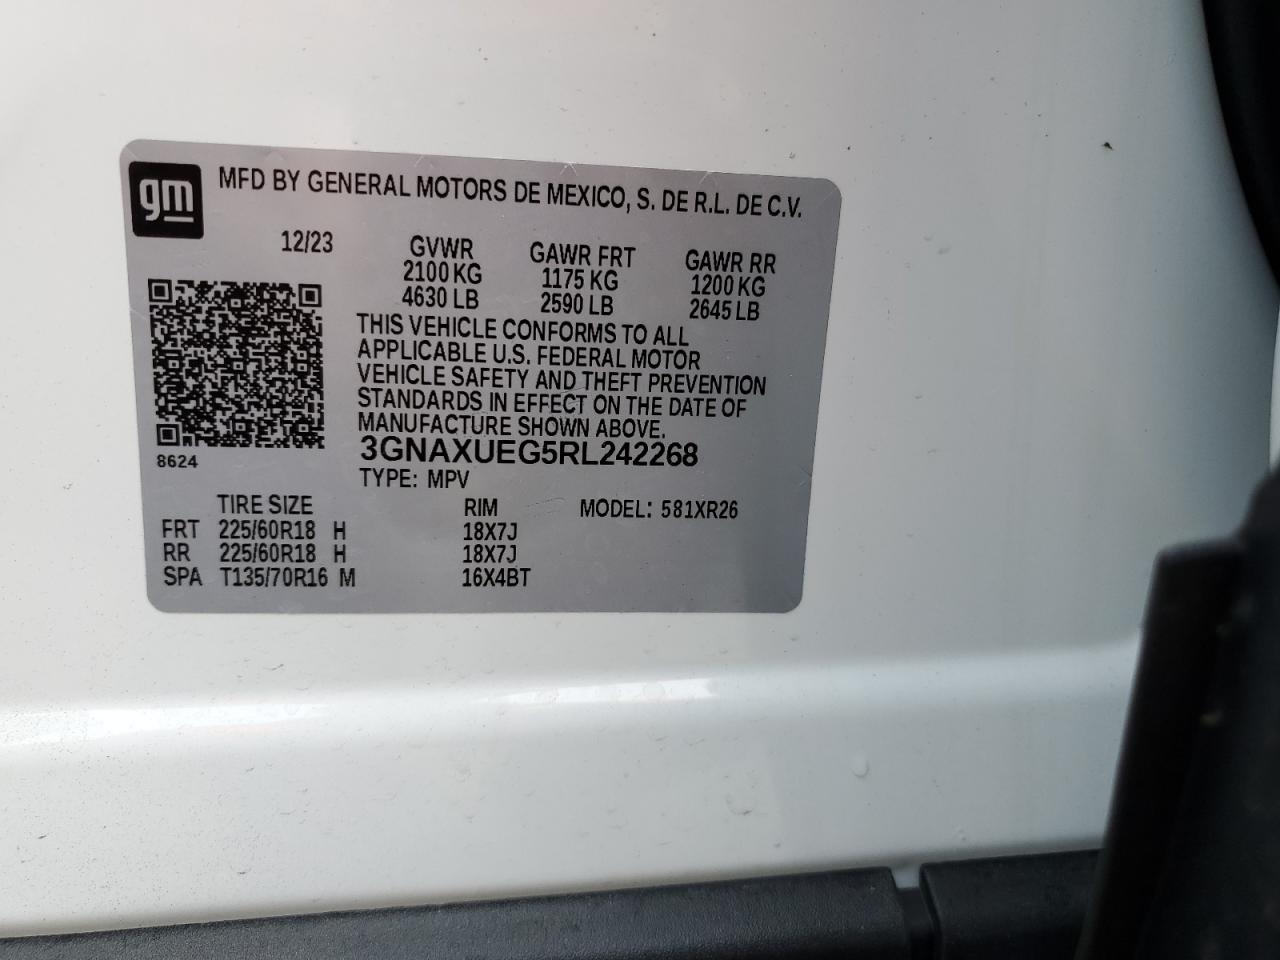 gm
MFD BY GENERAL MOTORS DE MEXICO, S. DE R.L. DE C.V.
12/23 GVWR GAWR FRT GAWR RR
2100 KG 1175 KG 1200 KG
4630 LB 2590 LB 2645 LB
THIS VEHICLE CONFORMS TO ALL
APPLICABLE U.S. FEDERAL MOTOR
VEHICLE SAFETY AND THEFT PREVENTION
STANDARDS IN EFFECT ON THE DATE OF
MANUFACTURE SHOWN ABOVE.
8624
3GNAXUEG5RL242268
TYPE: MPV
TIRE SIZE RIM MODEL: 581XR26
FRT 225/60R18 H 18X7J
RR 225/60R18 H 18X7J
SPA T135/70R16 M 16X4BT